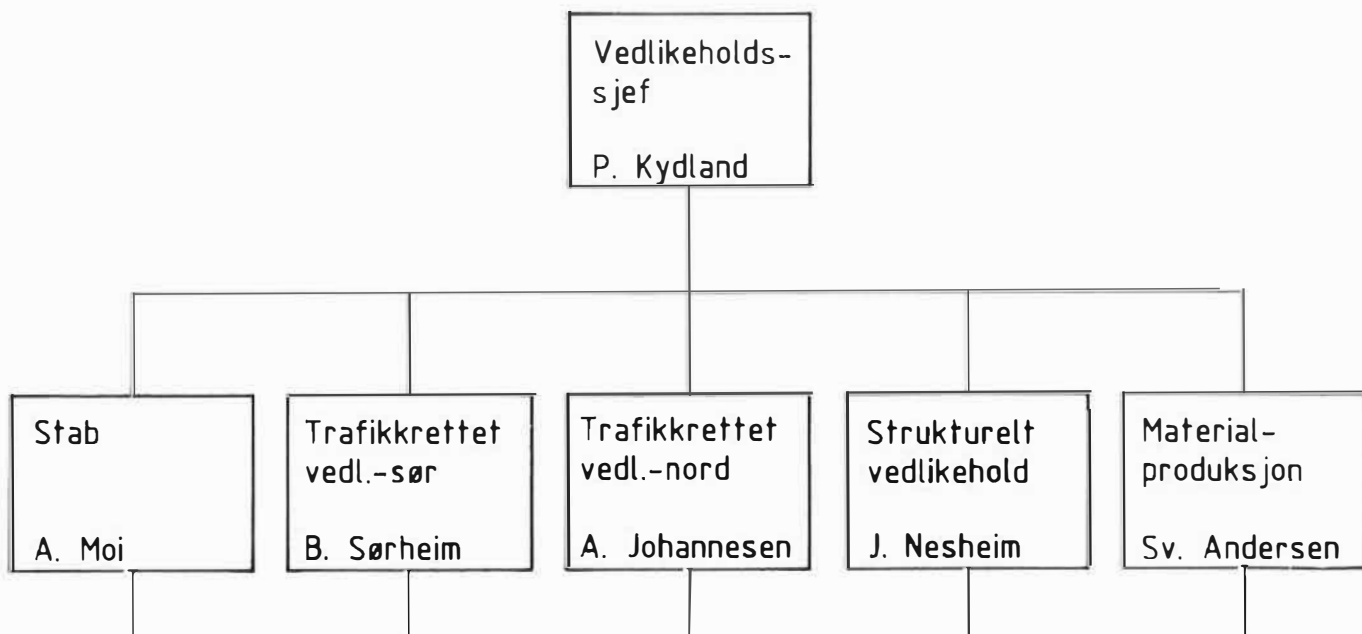 Vedlikeholds-
sjef
P. Kydland
Stab
A. Moi
Trafikkrettet
vedl.-sør
B. Sørheim
Trafikkrettet
vedl.-nord
A. Johannesen
Strukturelt
vedlikehold
J. Nesheim
Material-
produksjon
Sv. Andersen